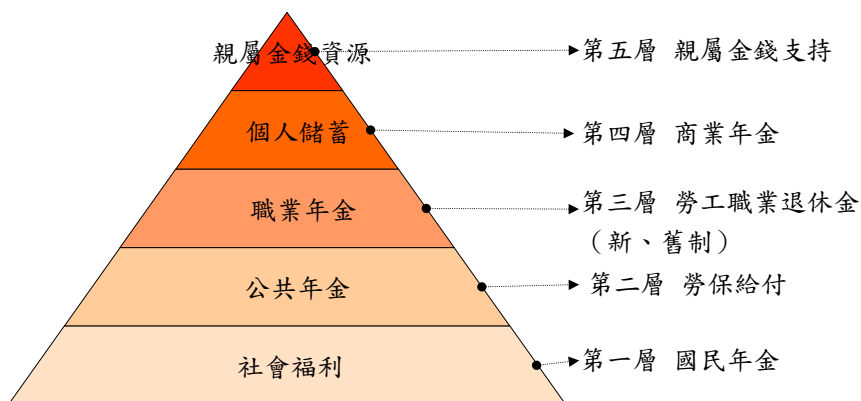 親屬金錢資源
第五層 親屬金錢支持
個人儲蓄
第四層 商業年金
職業年金
第三層 勞工職業退休金
（新、舊制）
公共年金
第二層 勞保給付
社會福利
第一層 國民年金